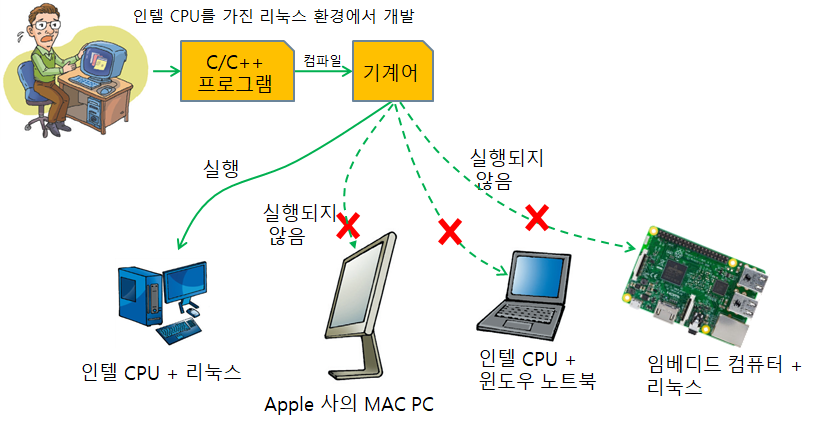 인텔 CPU를 가진 리눅스 환경에서 개발
C/C++
프로그램
컴파일
기계어
실행
실행되지
않음
실행되지
않음
인텔 CPU + 리눅스
Apple 사의 MAC PC
인텔 CPU +
윈도우 노트북
임베디드 컴퓨터 +
리눅스